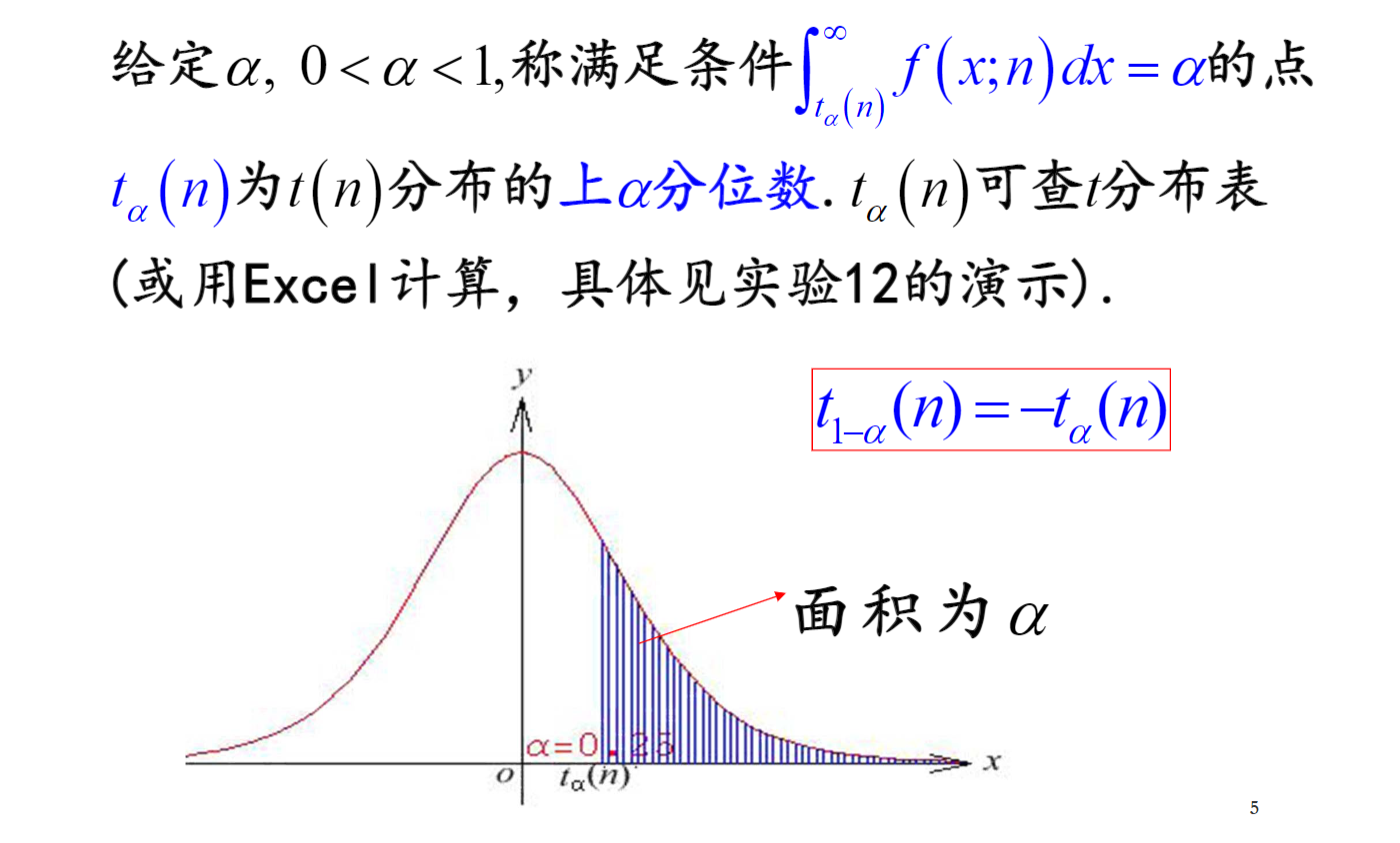 给定α, 0<α<1,称满足条件∫_{t_α(n)}^{∞} f(x;n)dx=α的点
t_α(n)为t(n)分布的上α分位数.t_α(n)可查t分布表
(或用Excel计算，具体见实验12的演示).
y
t_{1-α}(n)=-t_α(n)
面积为α
α=0.25
o
t_α(n)
x
5